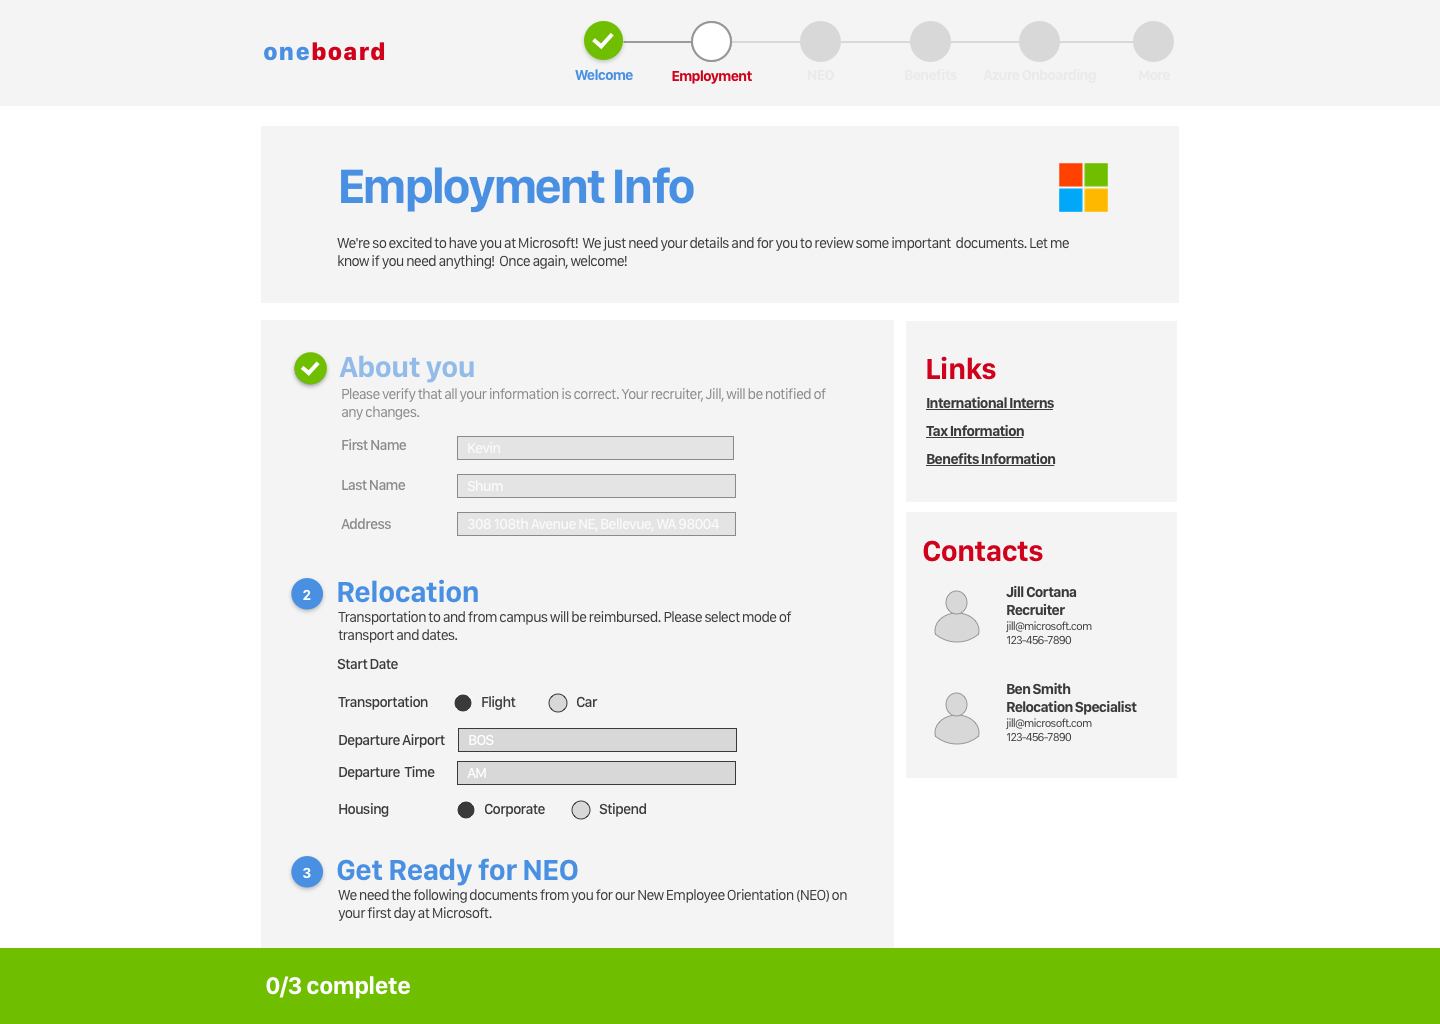 oneboard
Welcome
Employment
NEO
Benefits
Azure Onboarding
More
Employment Info
We're so excited to have you at Microsoft! We just need your details and for you to review some important documents. Let me
know if you need anything! Once again, welcome!
About you
Please verify that all your information is correct. Your recruiter, Jill, will be notified of
any changes.
First Name
Kevin
Last Name
Shum
Address
308 108th Avenue NE, Bellevue, WA 98004
2
Relocation
Transportation to and from campus will be reimbursed. Please select mode of
transport and dates.
Start Date
Transportation
Flight
Car
Departure Airport
BOS
Departure Time
AM
Housing
Corporate
Stipend
3
Get Ready for NEO
We need the following documents from you for our New Employee Orientation (NEO) on
your first day at Microsoft.
Links
International Interns
Tax Information
Benefits Information
Contacts
Jill Cortana
Recruiter
jill@microsoft.com
123-456-7890
Ben Smith
Relocation Specialist
jill@microsoft.com
123-456-7890
0/3 complete